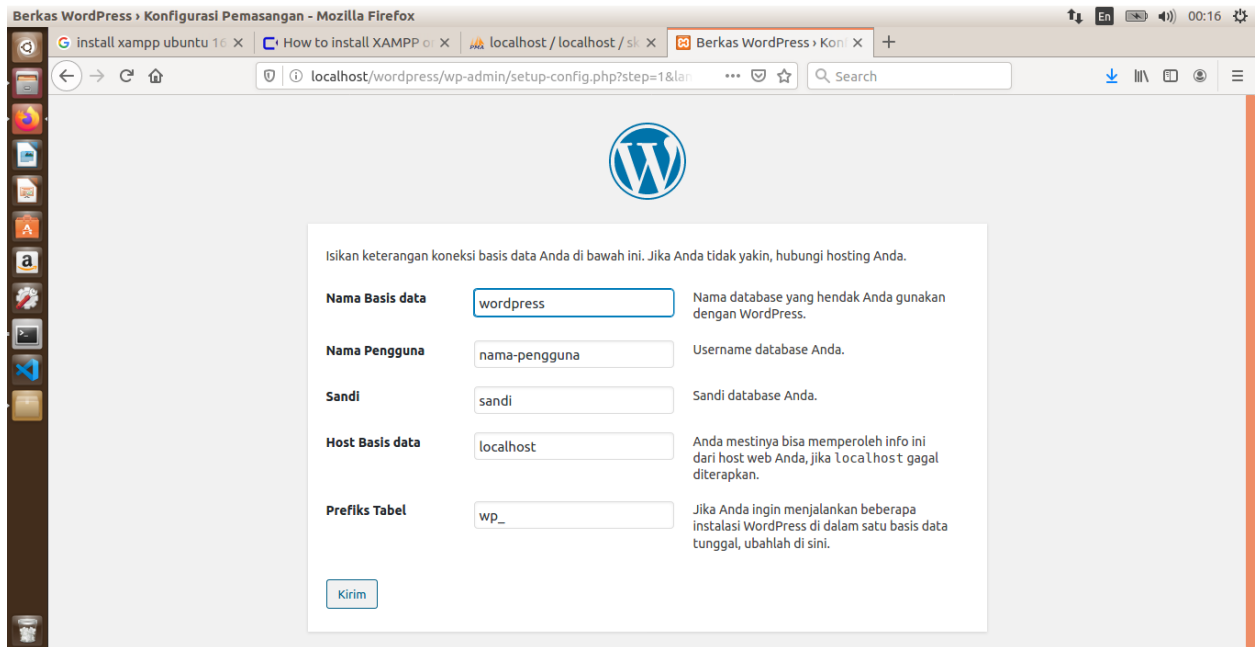 Berkas WordPress › Konfigurasi Pemasangan - Mozilla Firefox
En
00:16
install xampp ubuntu 16
How to install XAMPP o
localhost / localhost / sk
Berkas WordPress › Kon
localhost/wordpress/wp-admin/setup-config.php?step=1&lan
Search
Isikan keterangan koneksi basis data Anda di bawah ini. Jika Anda tidak yakin, hubungi hosting Anda.
Nama Basis data
wordpress
Nama database yang hendak Anda gunakan
dengan WordPress.
Nama Pengguna
nama-pengguna
Username database Anda.
Sandi
sandi
Sandi database Anda.
Host Basis data
localhost
Anda mestinya bisa memperoleh info ini
dari host web Anda, jika localhost gagal
diterapkan.
Prefiks Tabel
wp_
Jika Anda ingin menjalankan beberapa
instalasi WordPress di dalam satu basis data
tunggal, ubahlah di sini.
Kirim